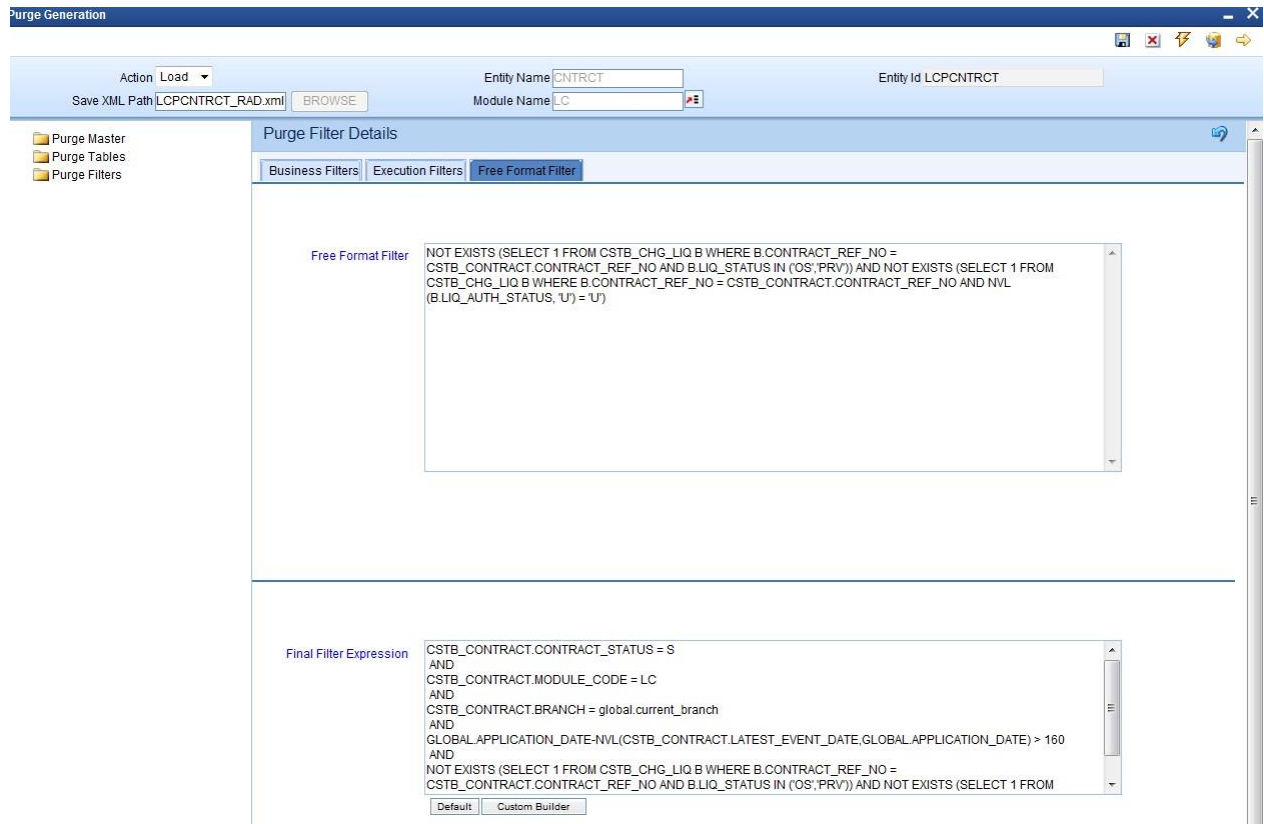 Purge Generation
Action Load
Entity Name CNTRCT
Entity Id LCPCNTRCT
Save XML Path LCPCNTRCT_RAD.xml BROWSE
Module Name LC
Purge Master
Purge Tables
Purge Filters
Purge Filter Details
Business Filters Execution Filters Free Format Filter
Free Format Filter
NOT EXISTS (SELECT 1 FROM CSTB_CHG_LIQ B WHERE B.CONTRACT_REF_NO =
CSTB_CONTRACT.CONTRACT_REF_NO AND B.LIQ_STATUS IN ('OS','PRV')) AND NOT EXISTS (SELECT 1 FROM
CSTB_CHG_LIQ B WHERE B.CONTRACT_REF_NO = CSTB_CONTRACT.CONTRACT_REF_NO AND NVL
(B.LIQ_AUTH_STATUS, 'U') = 'U')
Final Filter Expression
CSTB_CONTRACT.CONTRACT_STATUS = S
AND
CSTB_CONTRACT.MODULE_CODE = LC
AND
CSTB_CONTRACT.BRANCH = global.current_branch
AND
GLOBAL.APPLICATION_DATE-NVL(CSTB_CONTRACT.LATEST_EVENT_DATE,GLOBAL.APPLICATION_DATE) > 160
AND
NOT EXISTS (SELECT 1 FROM CSTB_CHG_LIQ B WHERE B.CONTRACT_REF_NO =
CSTB_CONTRACT.CONTRACT_REF_NO AND B.LIQ_STATUS IN ('OS','PRV')) AND NOT EXISTS (SELECT 1 FROM
Default Custom Builder